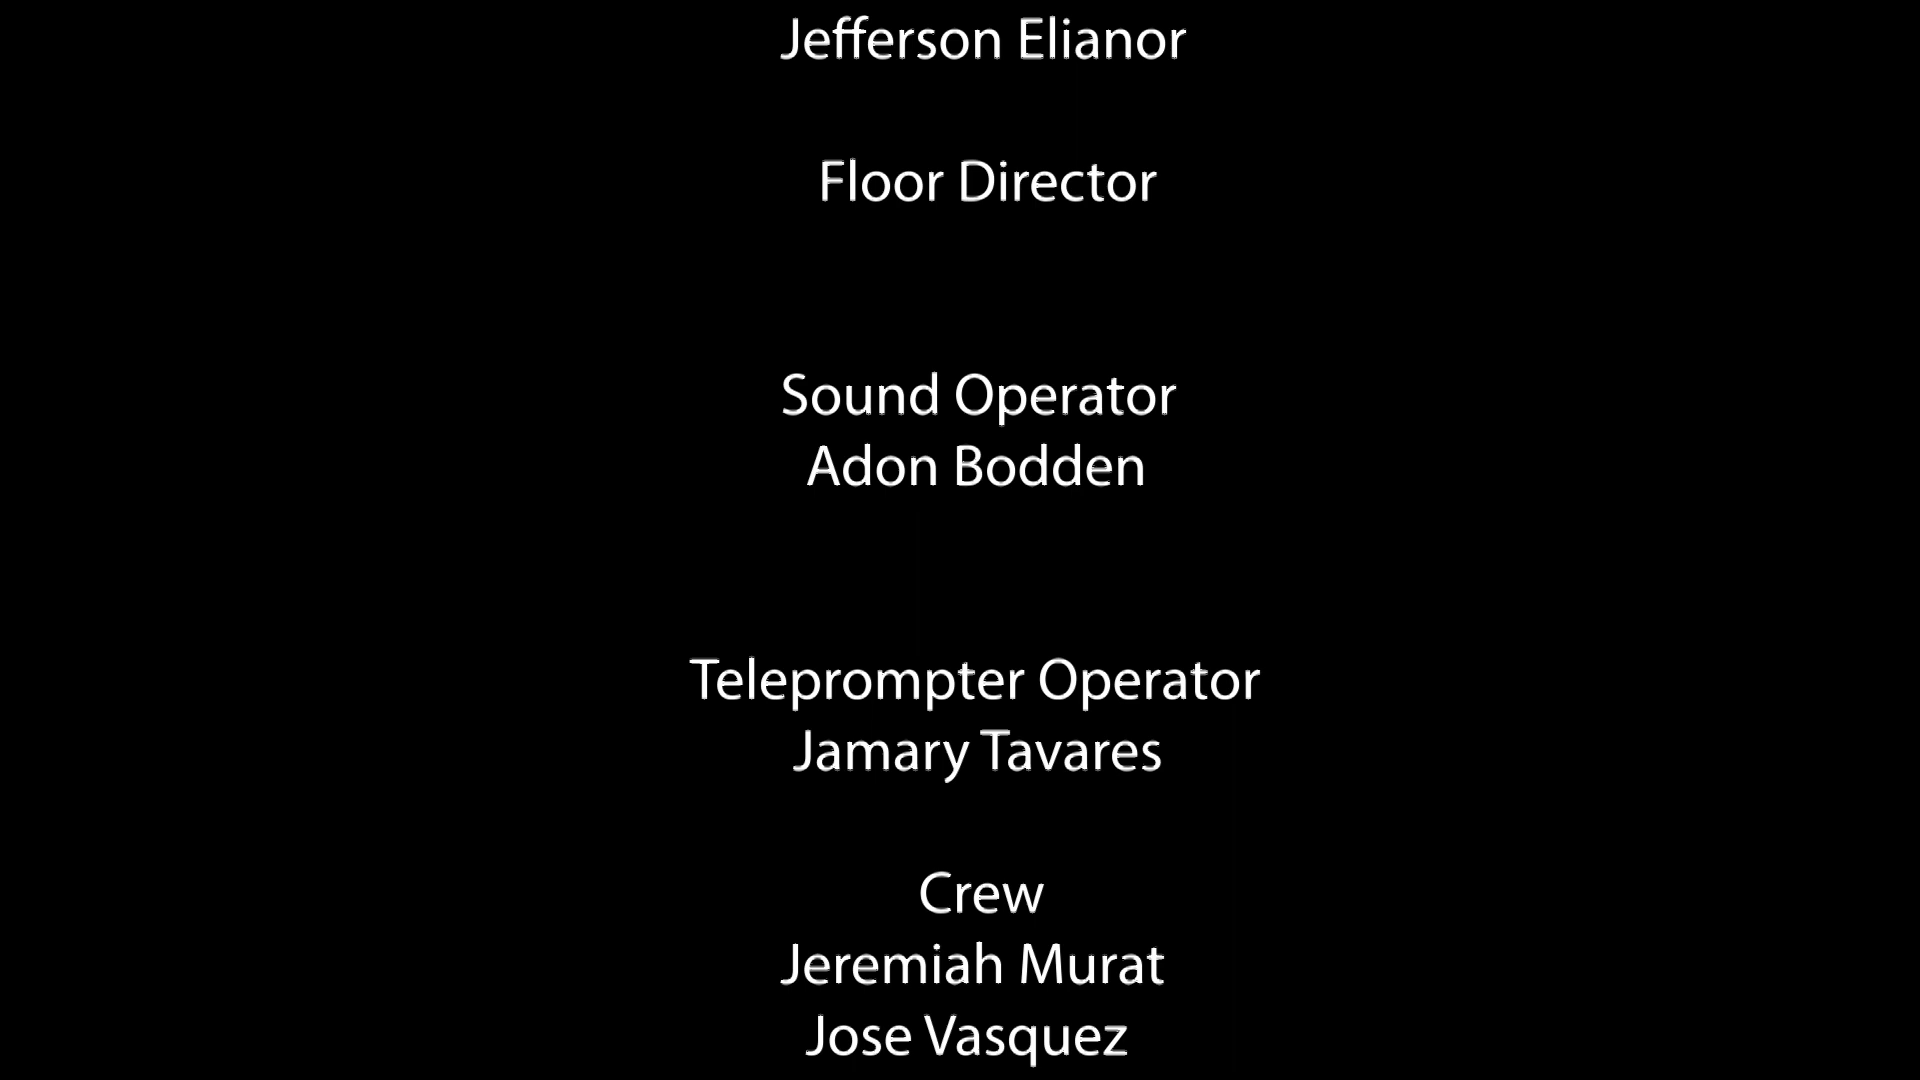 Jefferson Elianor
Floor Director
Sound Operator
Adon Bodden
Teleprompter Operator
Jamary Tavares
Crew
Jeremiah Murat
Jose Vasquez